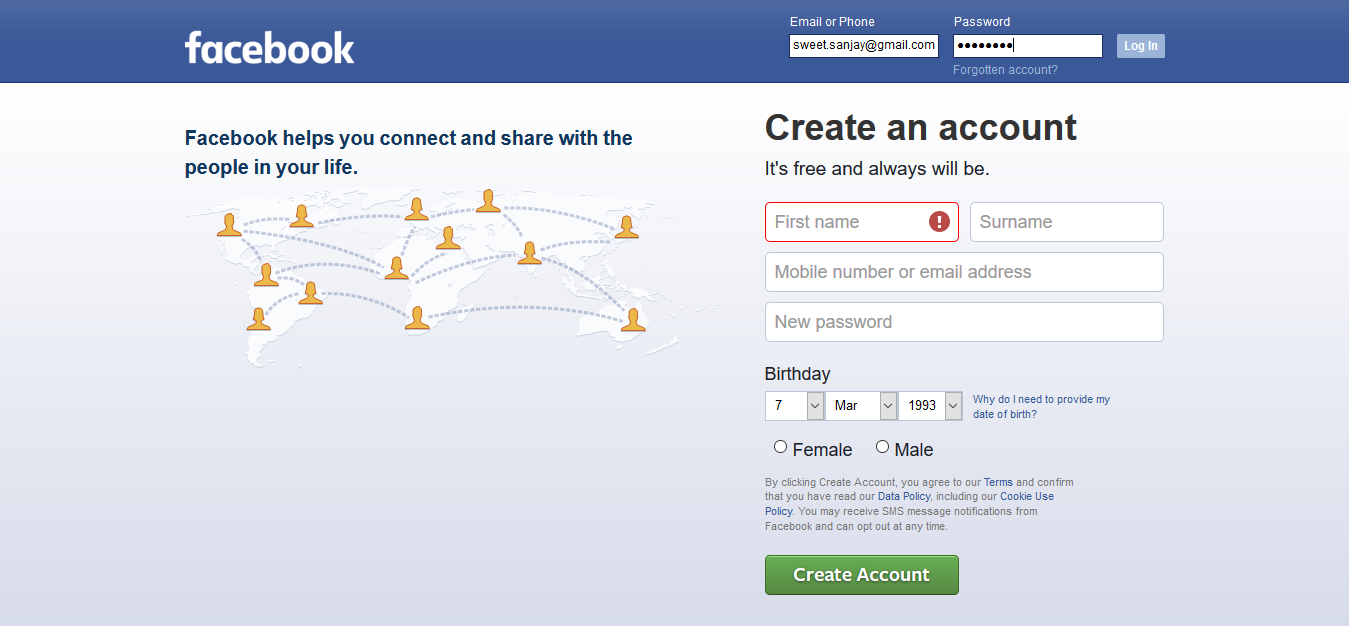 facebook
Email or Phone
Password
sweet.sanjay@gmail.com
••••••••
Log In
Forgotten account?
Facebook helps you connect and share with the
people in your life.
Create an account
It's free and always will be.
First name
Surname
Mobile number or email address
New password
Birthday
7
Mar
1993
Why do I need to provide my
date of birth?
Female
Male
By clicking Create Account, you agree to our Terms and confirm
that you have read our Data Policy, including our Cookie Use
Policy. You may receive SMS message notifications from
Facebook and can opt out at any time.
Create Account